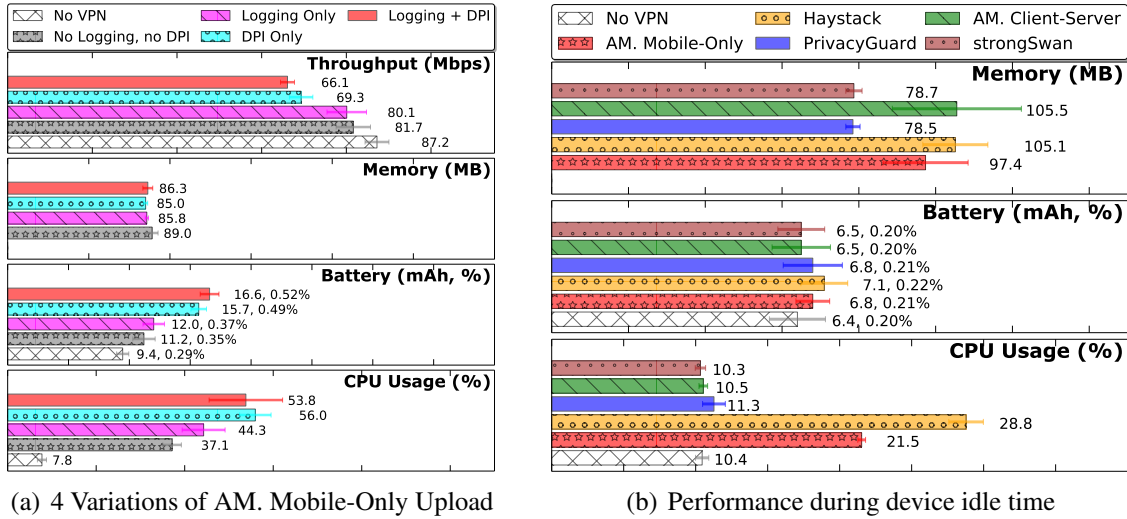 No VPN
Logging Only
Logging + DPI
No Logging, no DPI
DPI Only
Throughput (Mbps)
66.1
69.3
80.1
81.7
87.2
Memory (MB)
86.3
85.0
85.8
89.0
Battery (mAh, %)
16.6, 0.52%
15.7, 0.49%
12.0, 0.37%
11.2, 0.35%
9.4, 0.29%
CPU Usage (%)
53.8
56.0
44.3
37.1
7.8
(a) 4 Variations of AM. Mobile-Only Upload
No VPN
Haystack
AM. Client-Server
AM. Mobile-Only
PrivacyGuard
strongSwan
Memory (MB)
78.7
105.5
78.5
105.1
97.4
Battery (mAh, %)
6.5, 0.20%
6.5, 0.20%
6.8, 0.21%
7.1, 0.22%
6.8, 0.21%
6.4, 0.20%
CPU Usage (%)
10.3
10.5
11.3
28.8
21.5
10.4
(b) Performance during device idle time